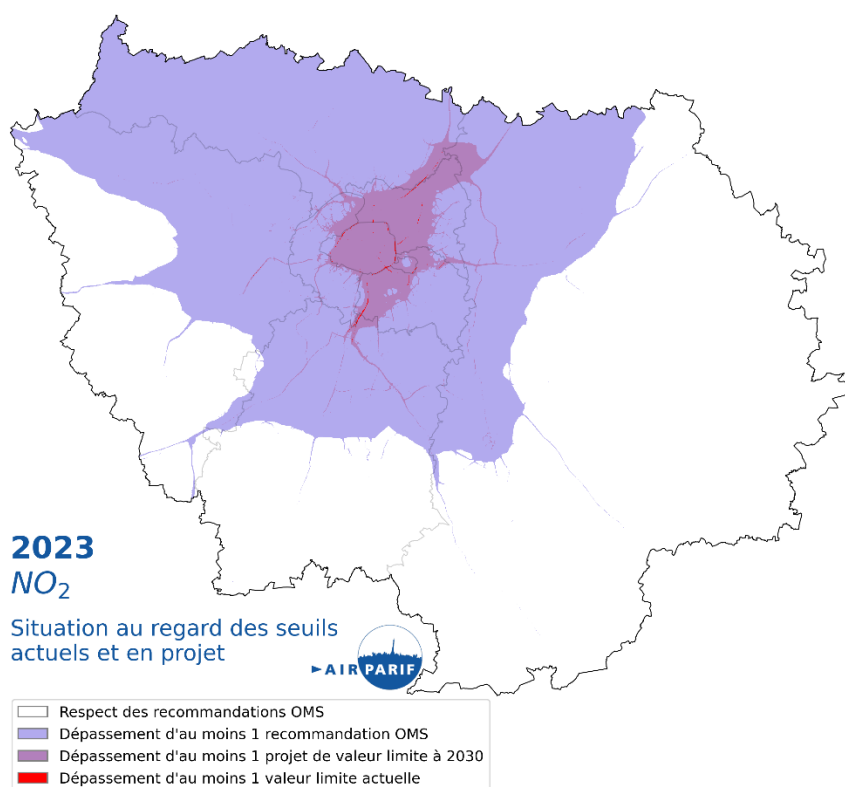 2023
NO₂
Situation au regard des seuils
actuels et en projet
AIRPARIF
Respect des recommandations OMS
Dépassement d'au moins 1 recommandation OMS
Dépassement d'au moins 1 projet de valeur limite à 2030
Dépassement d'au moins 1 valeur limite actuelle